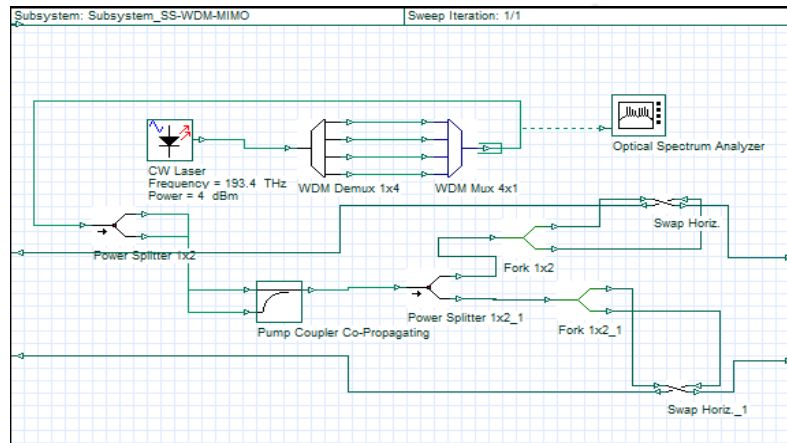 Subsystem: Subsystem_SS-WDM-MIMO
Sweep Iteration: 1/1
Optical Spectrum Analyzer
CW Laser
Frequency = 193.4 THz
Power = 4 dBm
WDM Demux 1x4
WDM Mux 4x1
Swap Horiz.
Power Splitter 1x2
Fork 1x2
Power Splitter 1x2_1
Pump Coupler Co-Propagating
Fork 1x2_1
Swap Horiz._1